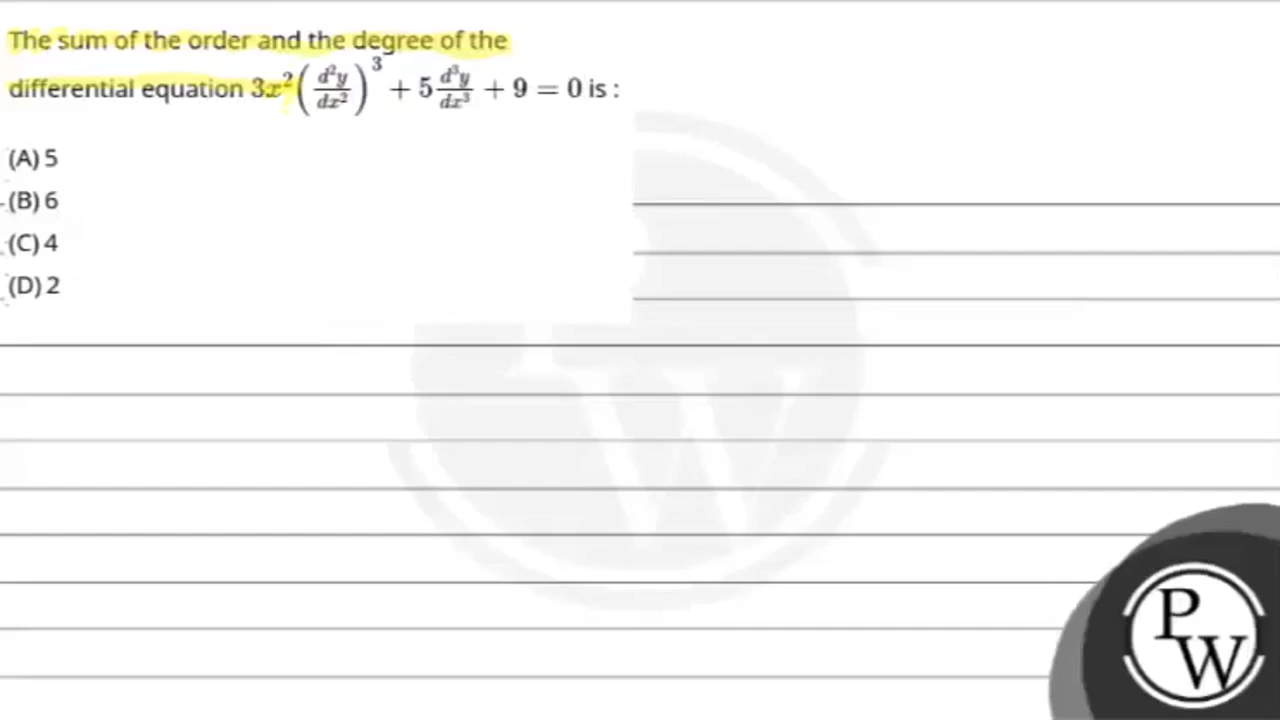 The sum of the order and the degree of the
differential equation 3x²(d²y/dx²)³ + 5 d³y/dx³ + 9 = 0 is :
(A) 5
(B) 6
(C) 4
(D) 2
W
P
W